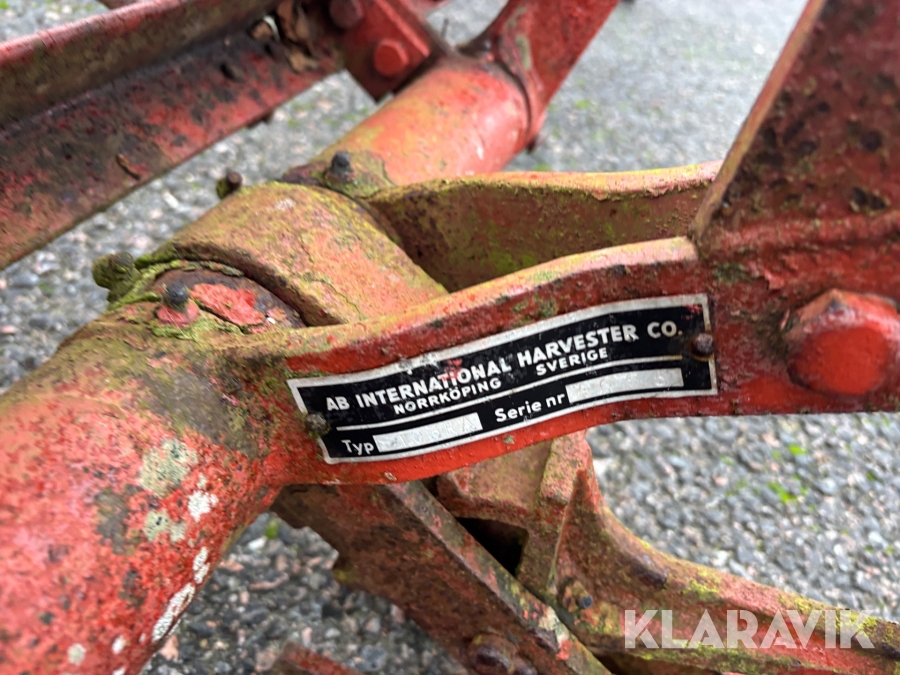 AB INTERNATIONAL HARVESTER CO.
NORRKÖPING SVERIGE
Typ Serie nr
KLARAVIK